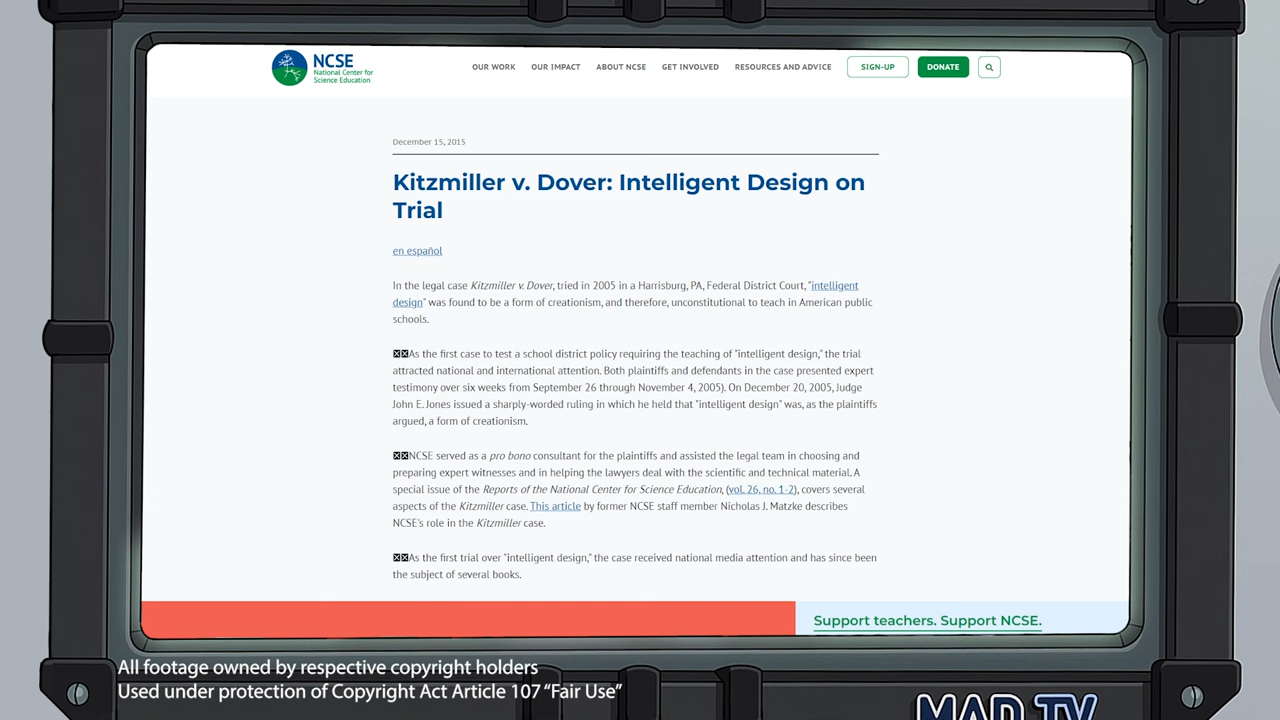 NCSE
National Center for
Science Education
OUR WORK OUR IMPACT ABOUT NCSE GET INVOLVED RESOURCES AND ADVICE SIGN-UP DONATE
December 15, 2015
Kitzmiller v. Dover: Intelligent Design on
Trial
en español
In the legal case Kitzmiller v. Dover, tried in 2005 in a Harrisburg, PA, Federal District Court, "intelligent
design" was found to be a form of creationism, and therefore, unconstitutional to teach in American public
schools.
As the first case to test a school district policy requiring the teaching of "intelligent design," the trial
attracted national and international attention. Both plaintiffs and defendants in the case presented expert
testimony over six weeks from September 26 through November 4, 2005). On December 20, 2005, Judge
John E. Jones issued a sharply-worded ruling in which he held that "intelligent design" was, as the plaintiffs
argued, a form of creationism.
NCSE served as a pro bono consultant for the plaintiffs and assisted the legal team in choosing and
preparing expert witnesses and in helping the lawyers deal with the scientific and technical material. A
special issue of the Reports of the National Center for Science Education, (vol. 26, no. 1-2), covers several
aspects of the Kitzmiller case. This article by former NCSE staff member Nicholas J. Matzke describes
NCSE's role in the Kitzmiller case.
As the first trial over "intelligent design," the case received national media attention and has since been
the subject of several books.
Support teachers. Support NCSE.
All footage owned by respective copyright holders
Used under protection of Copyright Act Article 107 “Fair Use”
MAD TV